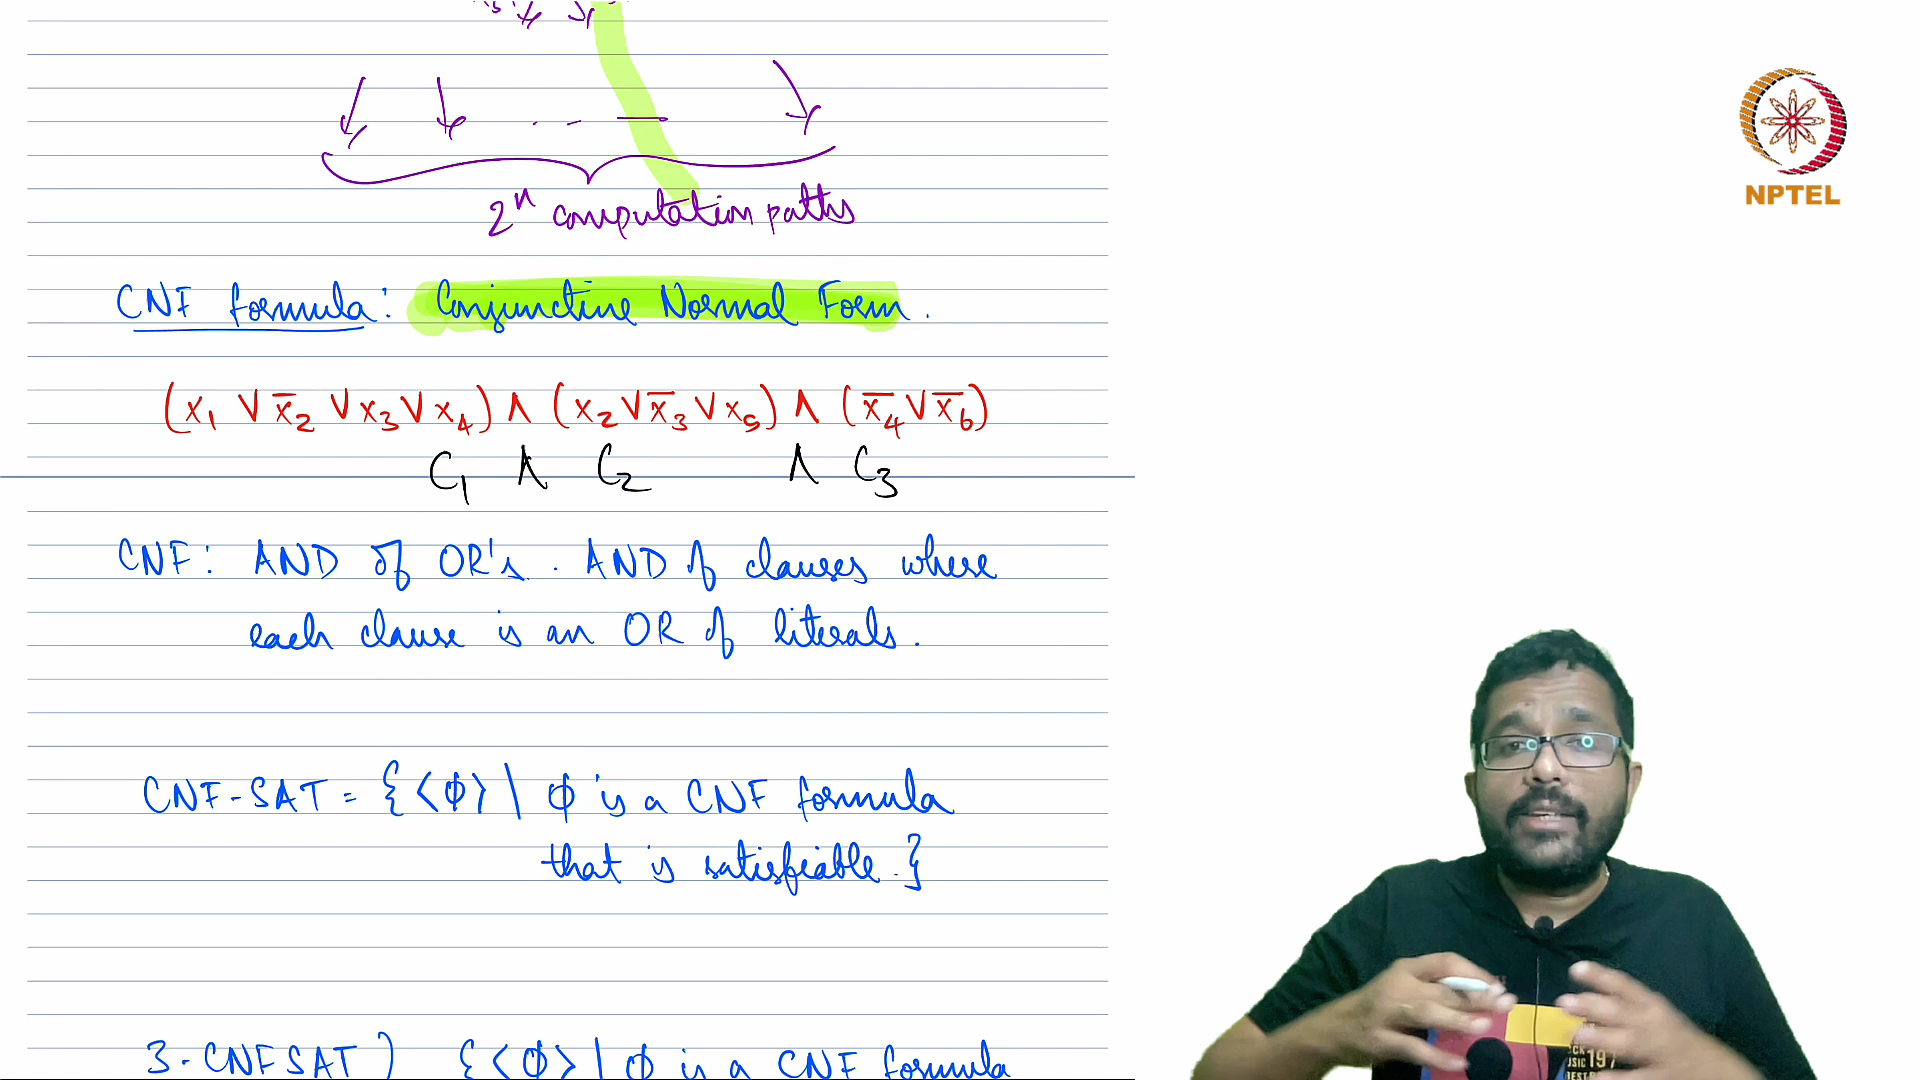 2ⁿ computation paths
NPTEL
CNF formula: Conjunctive Normal Form.
(x₁ ∨ x̅₂ ∨ x₃ ∨ x₄) ∧ (x₂ ∨ x̅₃ ∨ x₅) ∧ (x̅₄ ∨ x̅₆)
C₁ ∧ C₂ ∧ C₃
CNF: AND of OR's. AND of clauses where
each clause is an OR of literals.
CNF-SAT = {<φ> | φ is a CNF formula
that is satisfiable.}
3-CNFSAT) {<φ> | φ is a CNF formula